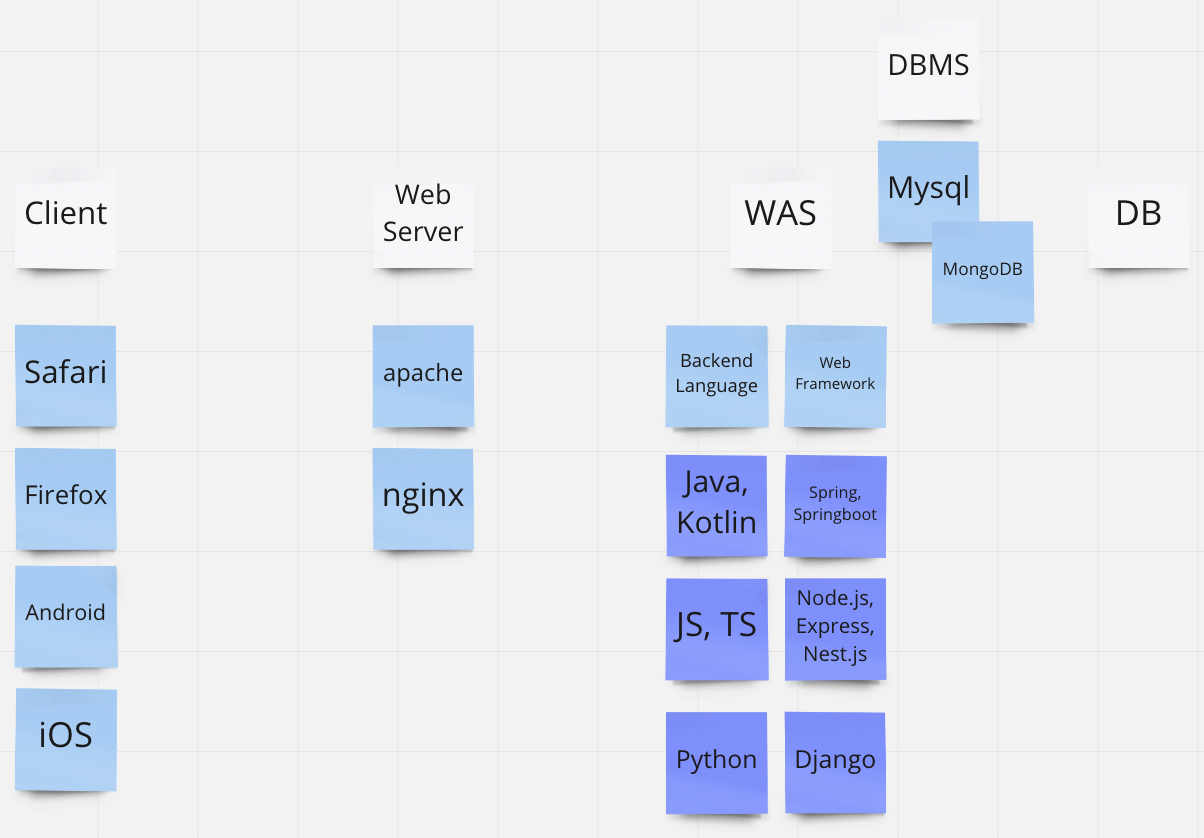 DBMS
Mysql
MongoDB
Client
Web
Server
WAS
DB
Safari
Firefox
Android
iOS
apache
nginx
Backend
Language
Web
Framework
Java,
Kotlin
Spring,
Springboot
JS, TS
Node.js,
Express,
Nest.js
Python
Django